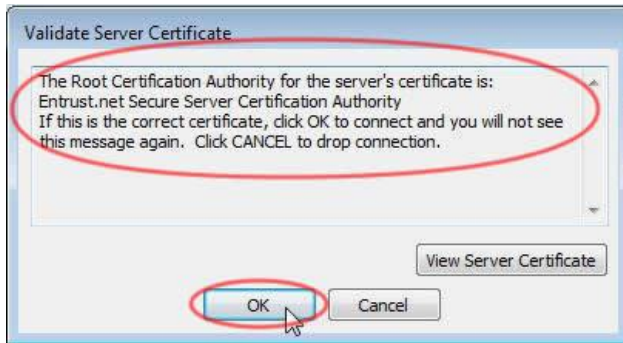 Validate Server Certificate
The Root Certification Authority for the server's certificate is:
Entrust.net Secure Server Certification Authority
If this is the correct certificate, click OK to connect and you will not see
this message again.  Click CANCEL to drop connection.
View Server Certificate
OK
Cancel